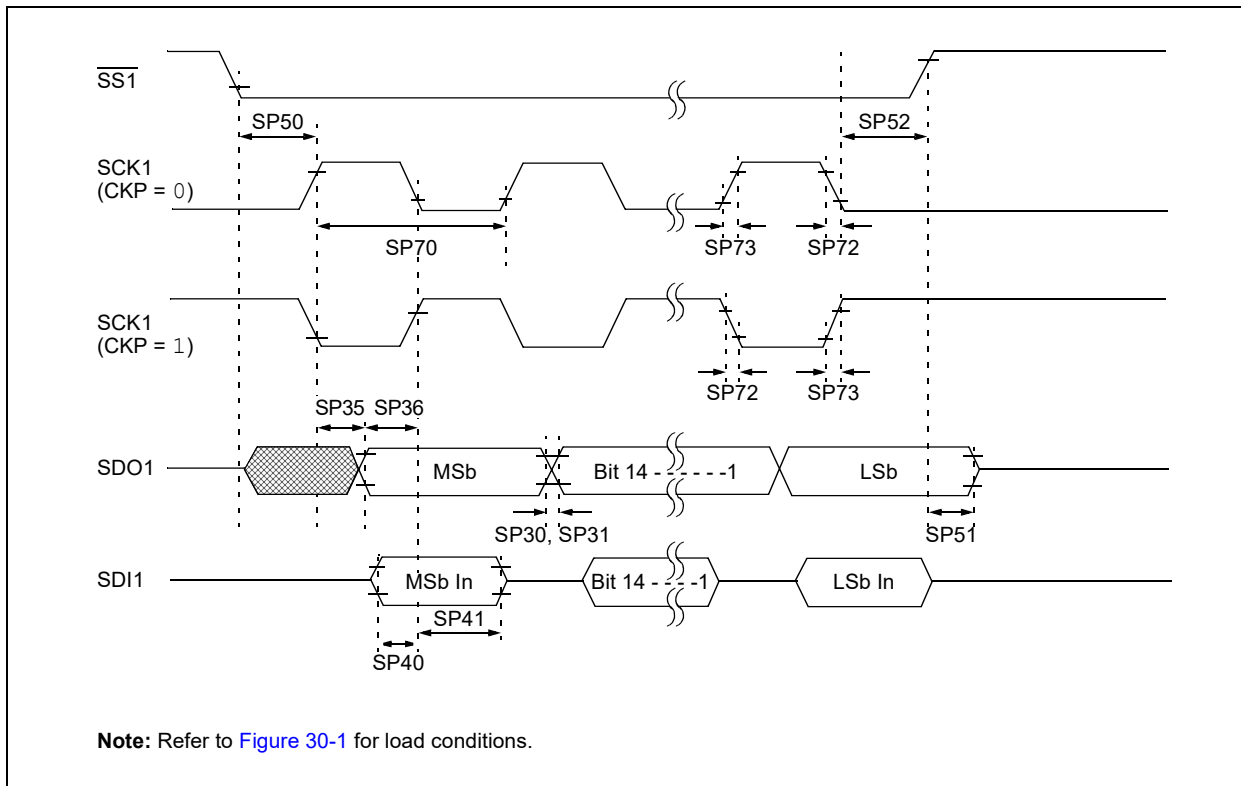 SS1
SP50
SP52
SCK1
(CKP = 0)
SP70
SP73
SP72
SCK1
(CKP = 1)
SP72
SP73
SP35
SP36
SDO1
MSb
Bit 14 - - - - - -1
LSb
SP30, SP31
SP51
SDI1
MSb In
Bit 14 - - - -1
LSb In
SP41
SP40
Note: Refer to Figure 30-1 for load conditions.